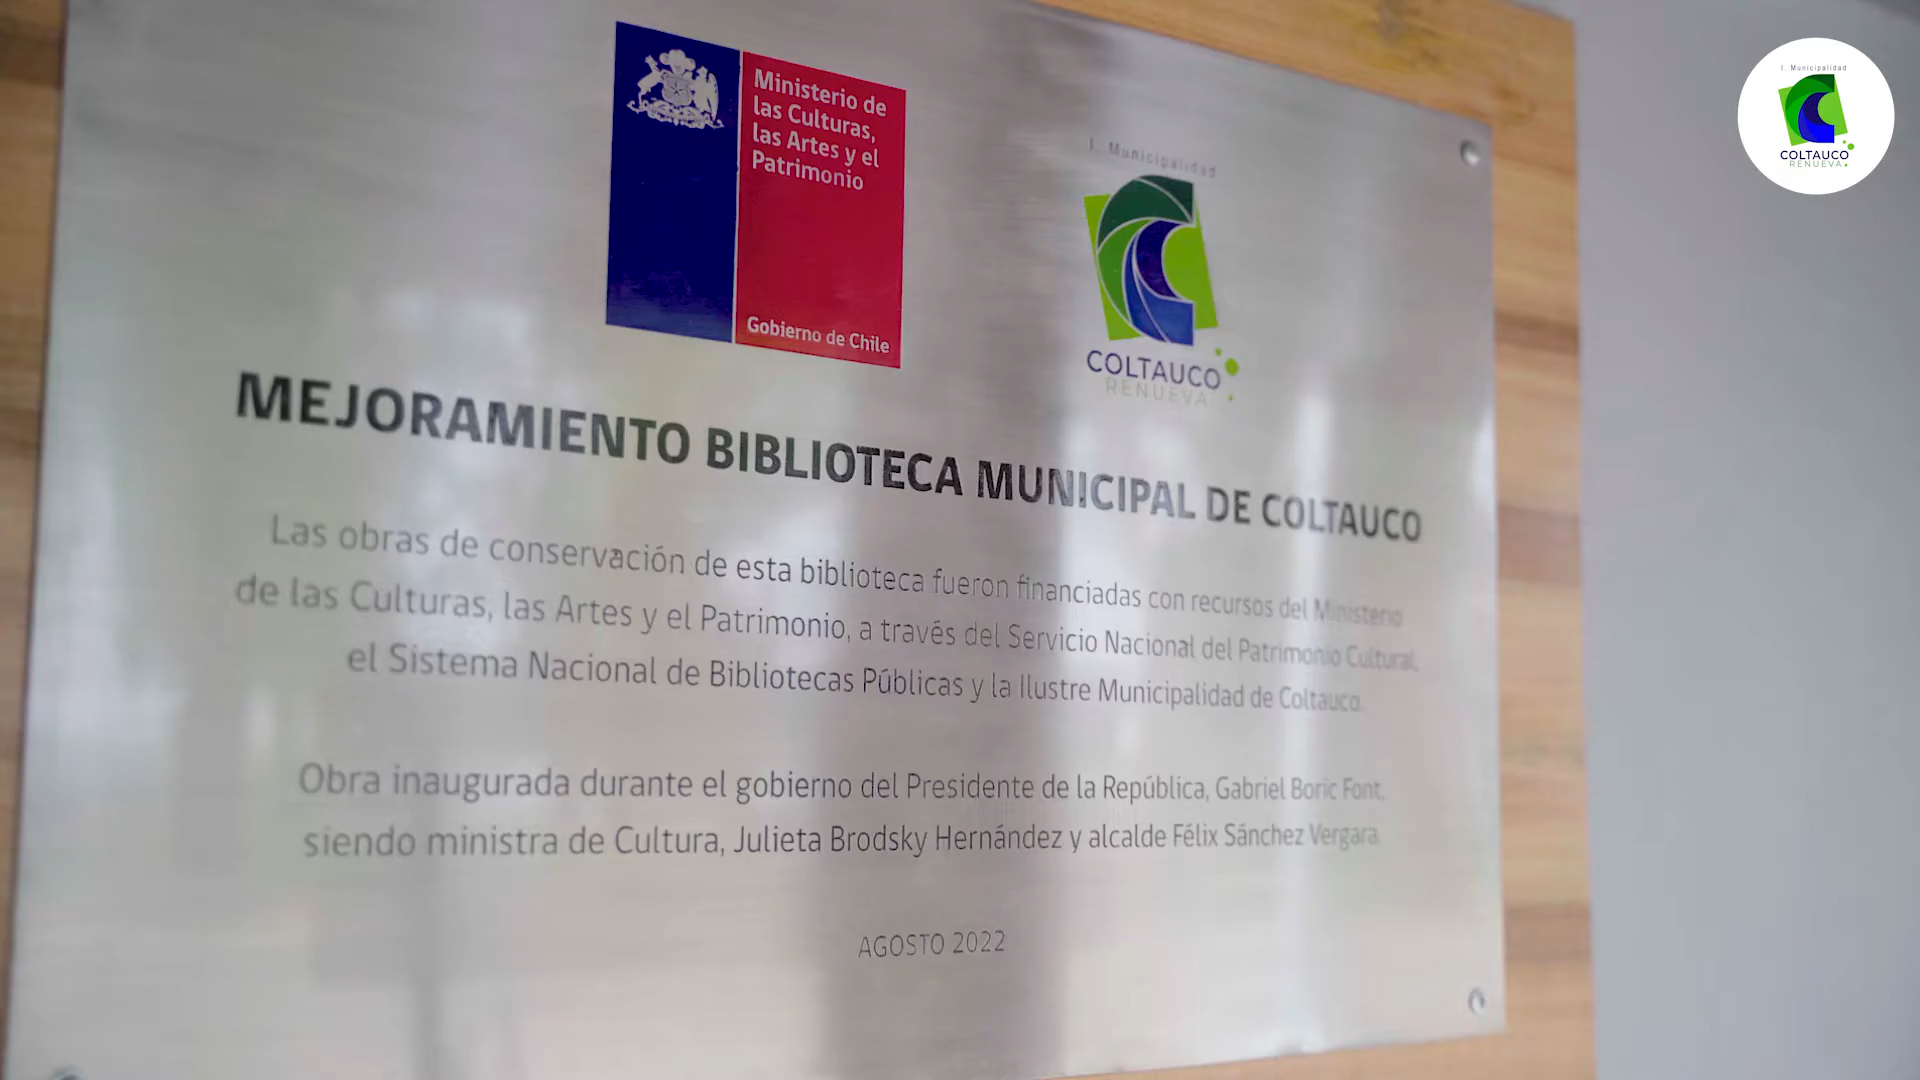 Ministerio de
las Culturas,
las Artes y el
Patrimonio
Gobierno de Chile
I. Municipalidad
COLTAUCO
RENUEVA
MEJORAMIENTO BIBLIOTECA MUNICIPAL DE COLTAUCO
Las obras de conservación de esta biblioteca fueron financiadas con recursos del Ministerio
de las Culturas, las Artes y el Patrimonio, a través del Servicio Nacional del Patrimonio Cultural,
el Sistema Nacional de Bibliotecas Públicas y la Ilustre Municipalidad de Coltauco.
Obra inaugurada durante el gobierno del Presidente de la República, Gabriel Boric Font,
siendo ministra de Cultura, Julieta Brodsky Hernández y alcalde Félix Sánchez Vergara
AGOSTO 2022
I. Municipalidad
COLTAUCO
RENUEVA